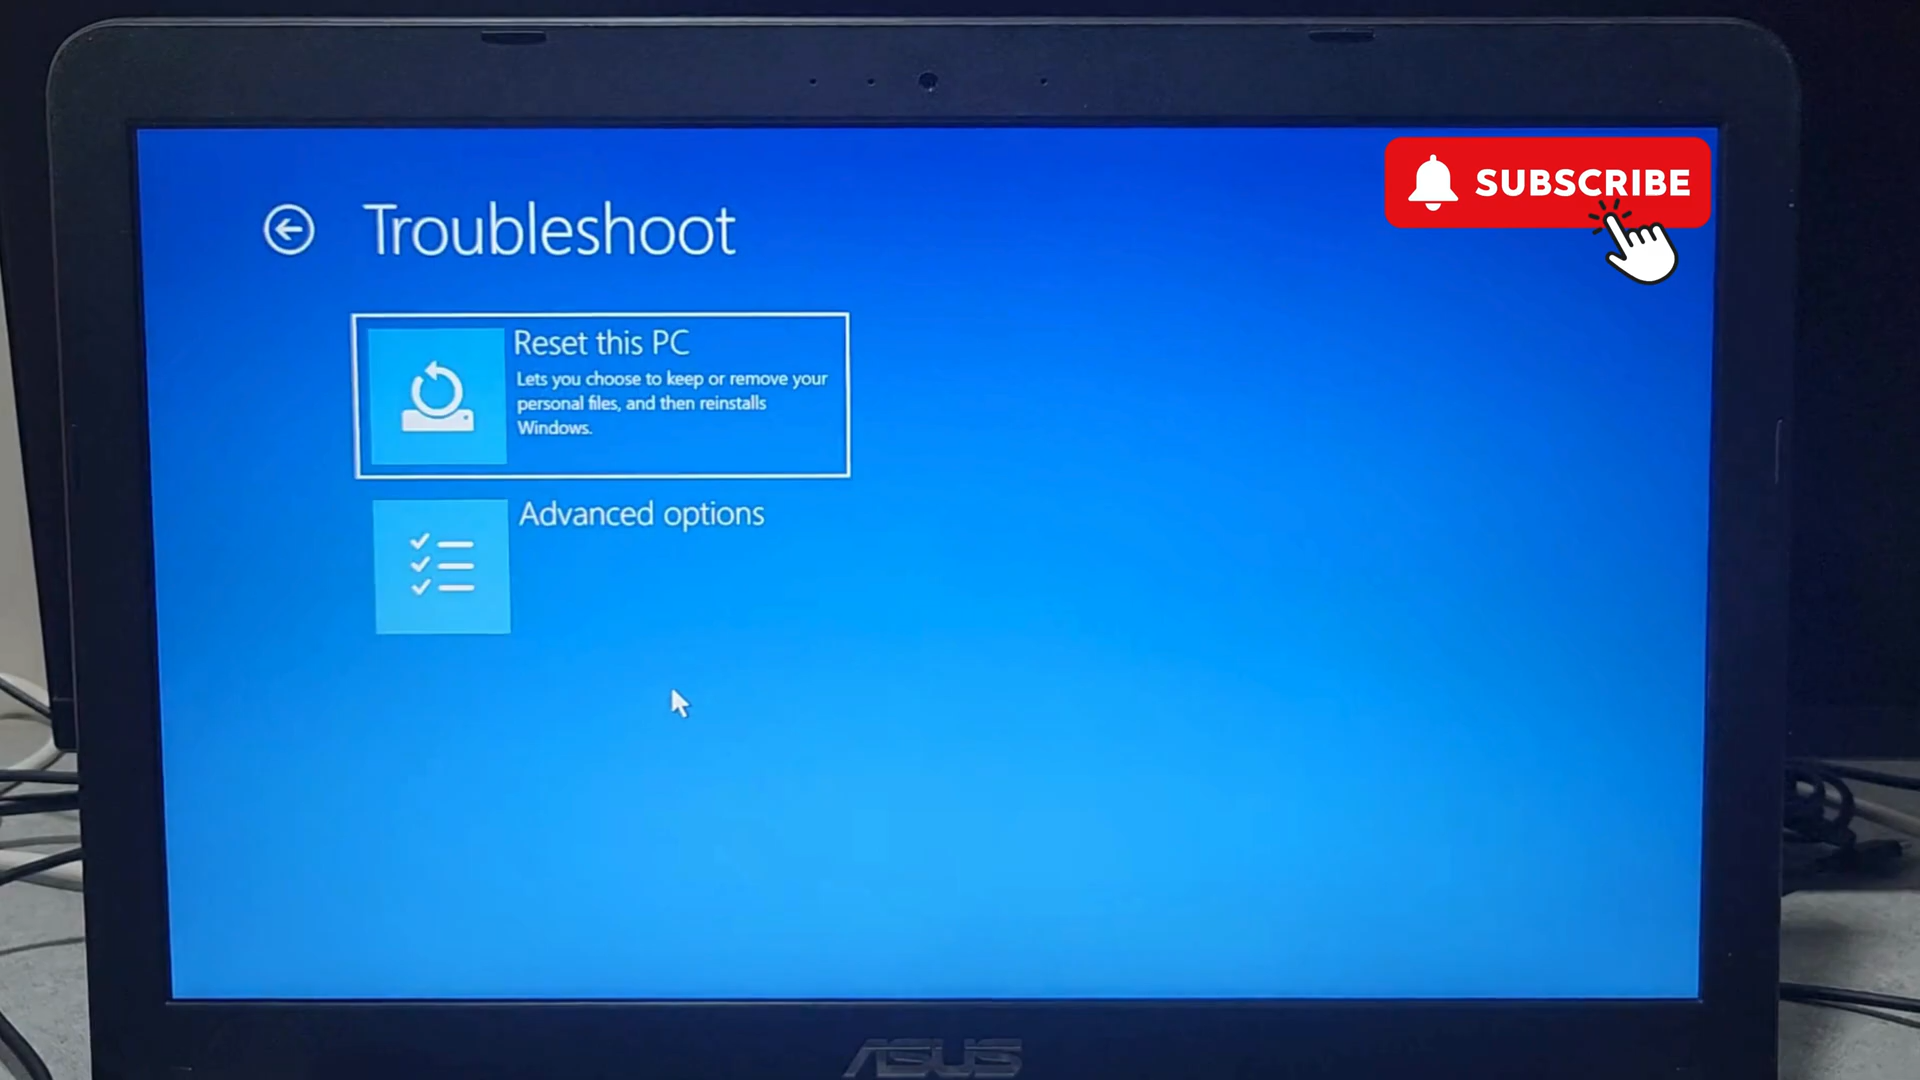 SUBSCRIBE
Troubleshoot
Reset this PC
Lets you choose to keep or remove your
personal files, and then reinstalls
Windows.
Advanced options
ASUS